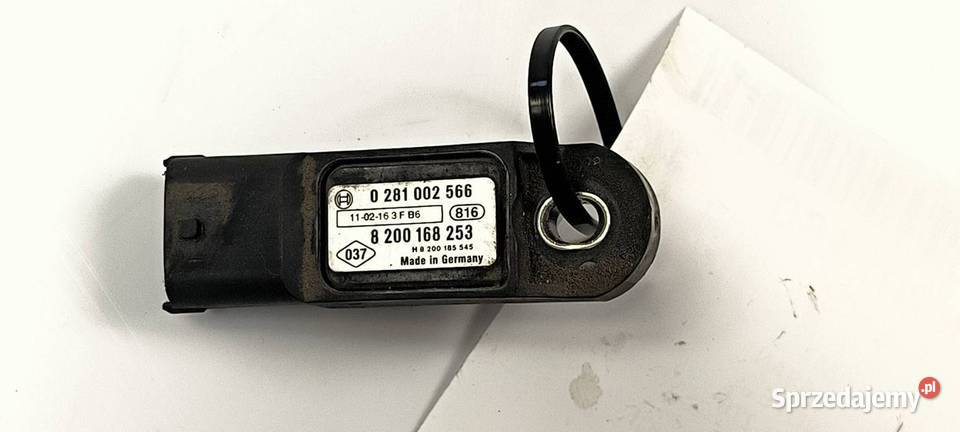 0 281 002 566
11-02-16 3 F B6 816
8 200 168 253
H 8 200 185 545
037 Made in Germany
Sprzedajemy.pl